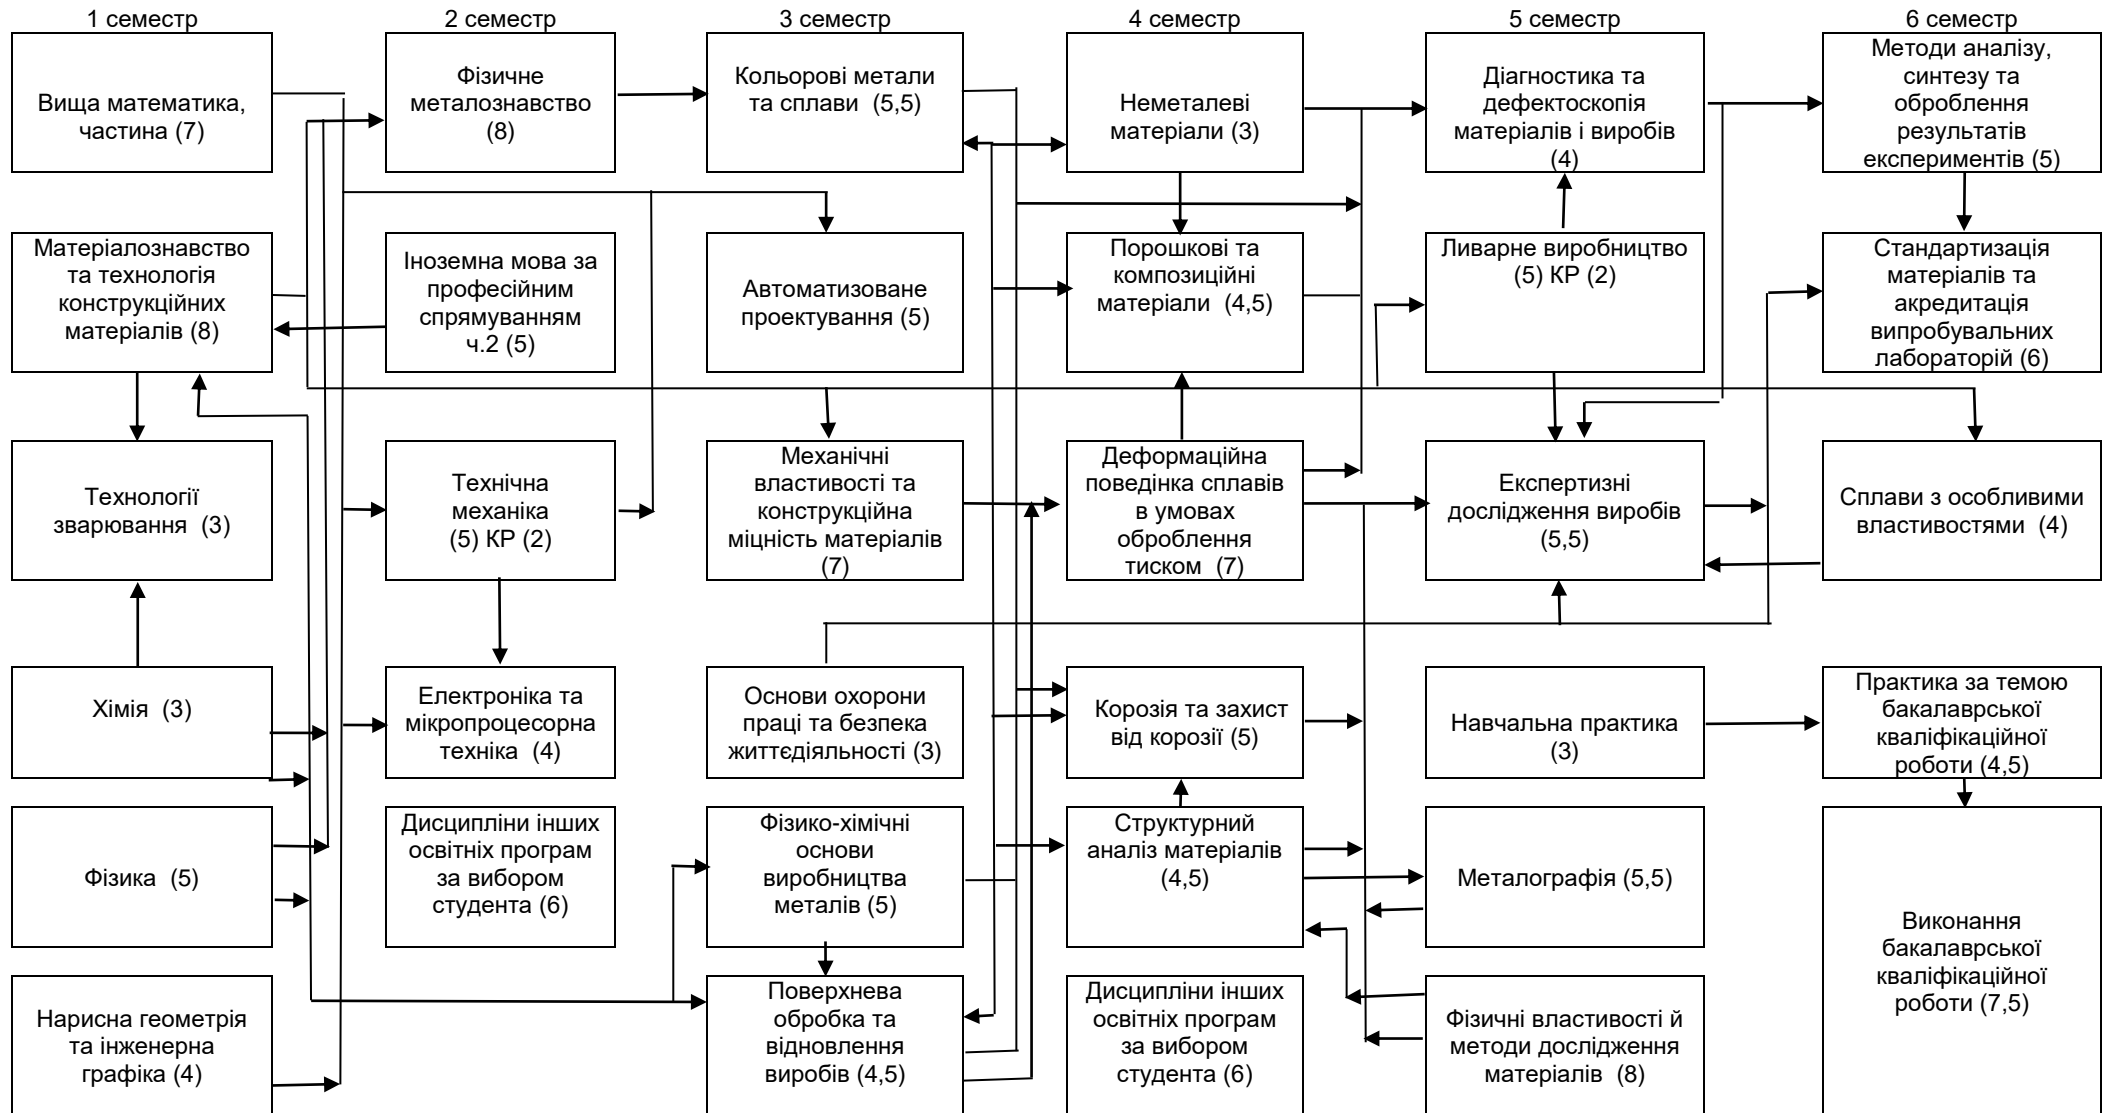 1 семестр
2 семестр
3 семестр
4 семестр
5 семестр
6 семестр
Вища математика,
частина (7)
Фізичне
металознавство
(8)
Кольорові метали
та сплави  (5,5)
Неметалеві
матеріали (3)
Діагностика та
дефектоскопія
матеріалів і виробів
(4)
Методи аналізу,
синтезу та
оброблення
результатів
експериментів (5)
Матеріалознавство
та технологія
конструкційних
матеріалів (8)
Іноземна мова за
професійним
спрямуванням
ч.2 (5)
Автоматизоване
проектування (5)
Порошкові та
композиційні
матеріали  (4,5)
Ливарне виробництво
(5) КР (2)
Стандартизація
матеріалів та
акредитація
випробувальних
лабораторій (6)
Технології
зварювання  (3)
Технічна
механіка
(5) КР (2)
Механічні
властивості та
конструкційна
міцність матеріалів
(7)
Деформаційна
поведінка сплавів
в умовах
оброблення
тиском  (7)
Експертизні
дослідження виробів
(5,5)
Сплави з особливими
властивостями  (4)
Хімія  (3)
Електроніка та
мікропроцесорна
техніка  (4)
Основи охорони
праці та безпека
життєдіяльності (3)
Корозія та захист
від корозії (5)
Навчальна практика
(3)
Практика за темою
бакалаврської
кваліфікаційної
роботи (4,5)
Фізика  (5)
Дисципліни інших
освітніх програм
за вибором
студента (6)
Фізико-хімічні
основи
виробництва
металів (5)
Структурний
аналіз матеріалів
(4,5)
Металографія (5,5)
Виконання
бакалаврської
кваліфікаційної
роботи (7,5)
Нарисна геометрія
та інженерна
графіка (4)
Поверхнева
обробка та
відновлення
виробів (4,5)
Дисципліни інших
освітніх програм
за вибором
студента (6)
Фізичні властивості й
методи дослідження
матеріалів  (8)